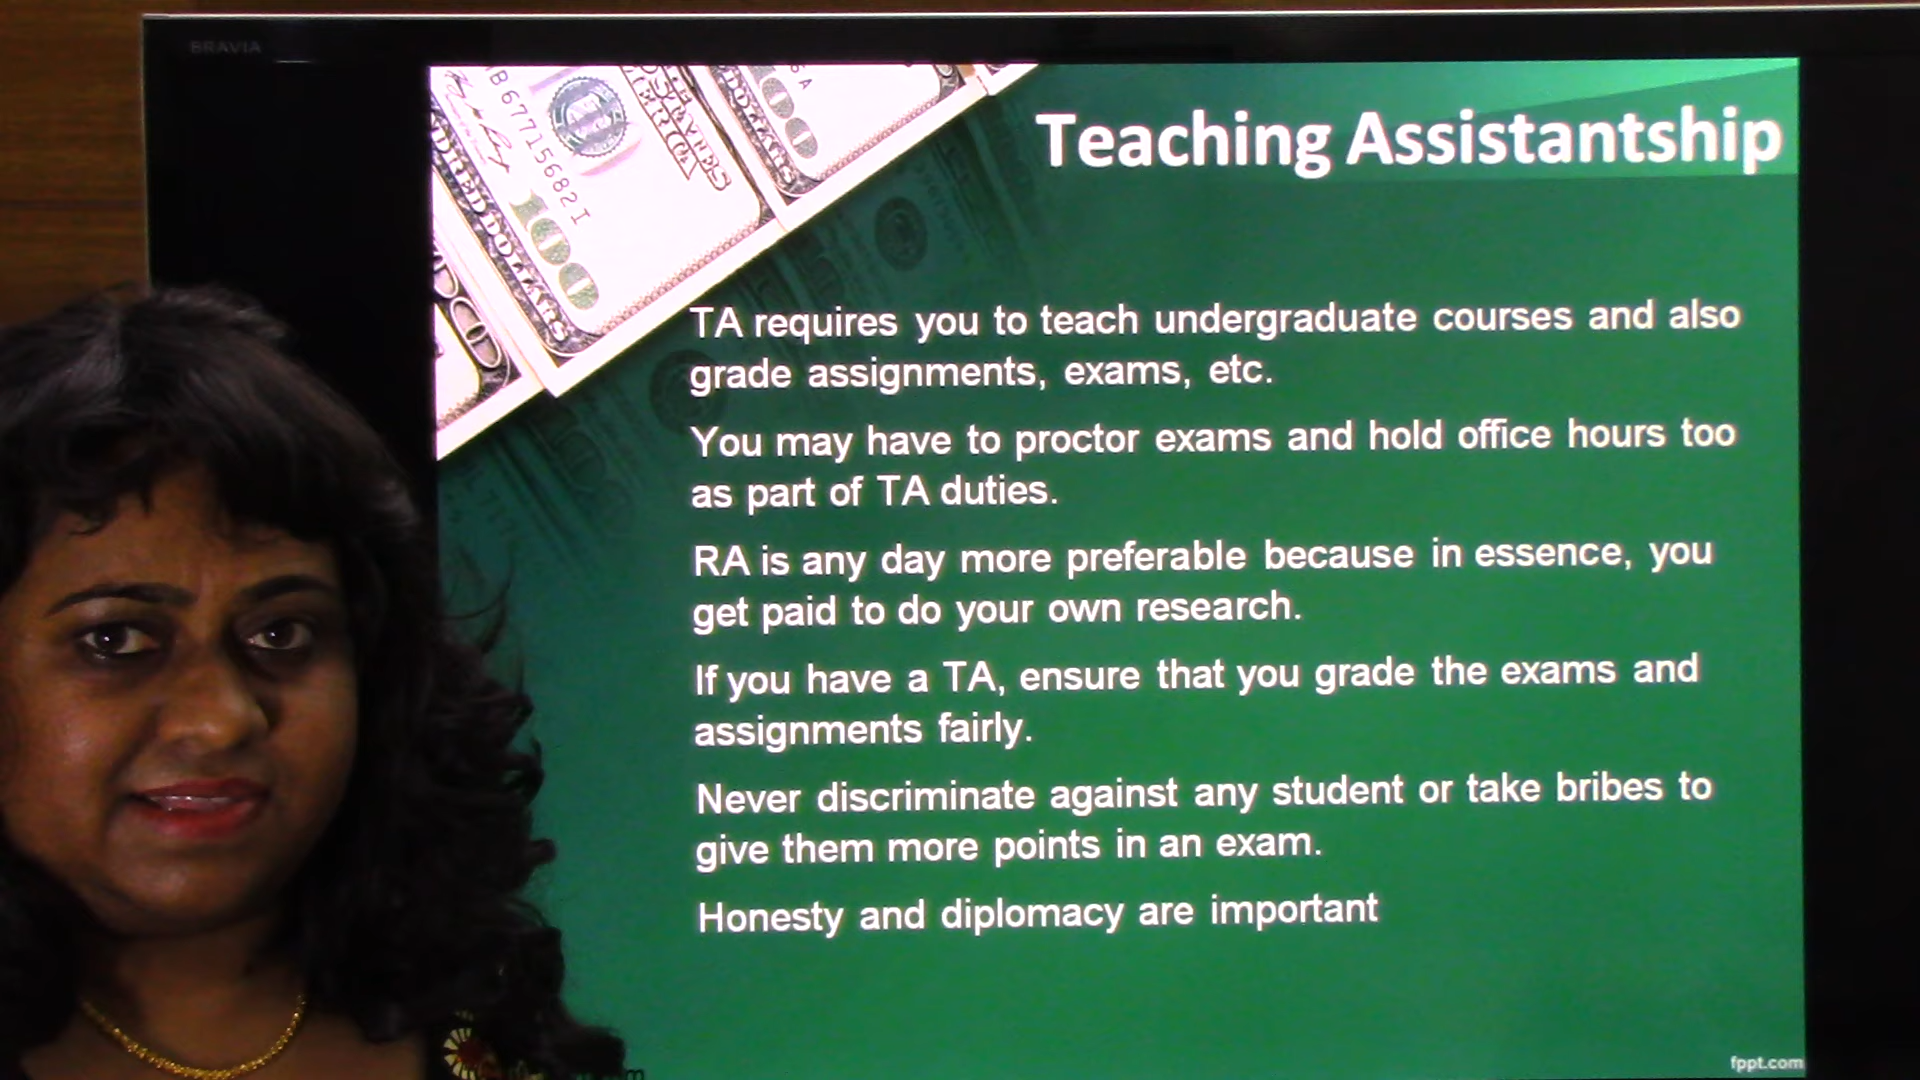 BRAVIA
Teaching Assistantship
HB67715682I
100
100
TA requires you to teach undergraduate courses and also
grade assignments, exams, etc.
You may have to proctor exams and hold office hours too
as part of TA duties.
RA is any day more preferable because in essence, you
get paid to do your own research.
If you have a TA, ensure that you grade the exams and
assignments fairly.
Never discriminate against any student or take bribes to
give them more points in an exam.
Honesty and diplomacy are important
fppt.com